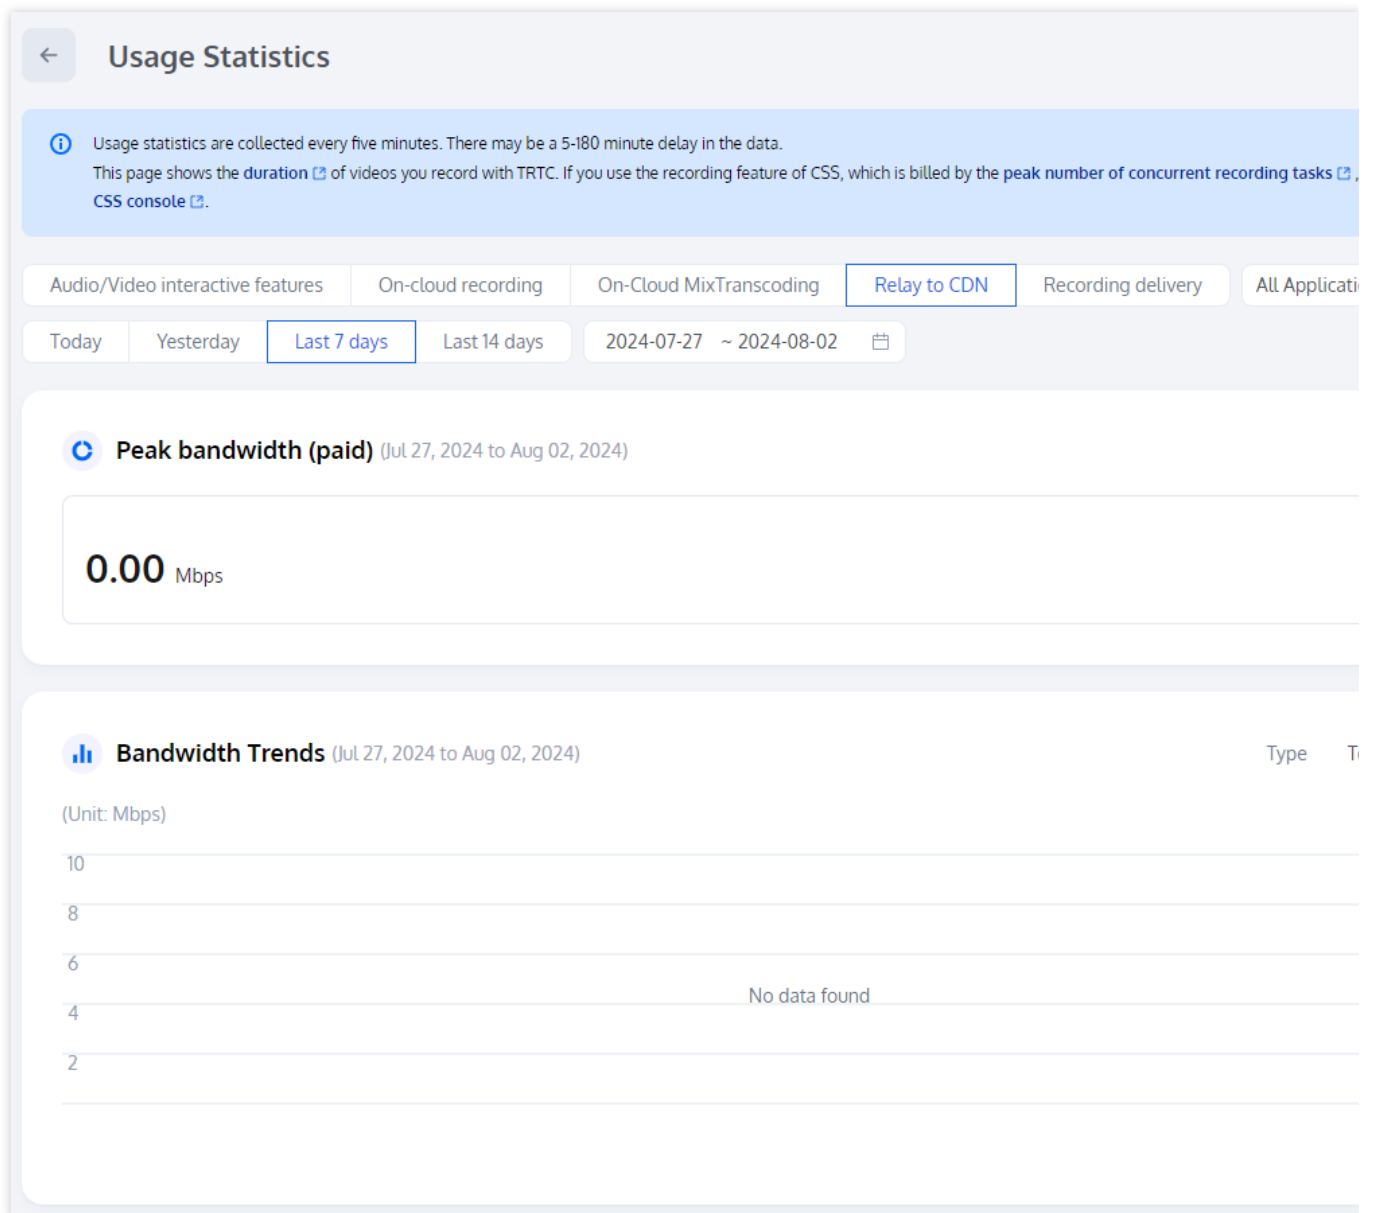 Usage Statistics
Usage statistics are collected every five minutes. There may be a 5-180 minute delay in the data.
This page shows the duration of videos you record with TRTC. If you use the recording feature of CSS, which is billed by the peak number of concurrent recording tasks ,
CSS console .
Audio/Video interactive features On-cloud recording On-Cloud MixTranscoding Relay to CDN Recording delivery All
Today Yesterday Last 7 days Last 14 days 2024-07-27 ~ 2024-08-02
Peak bandwidth (paid) (Jul 27, 2024 to Aug 02, 2024)
0.00 Mbps
Bandwidth Trends (Jul 27, 2024 to Aug 02, 2024) Type
(Unit: Mbps)
10
8
6
No data found
4
2